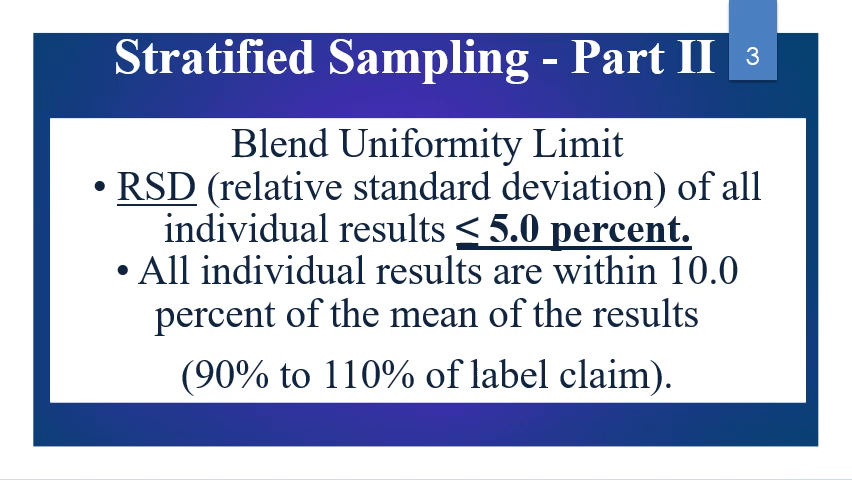 Stratified Sampling - Part II
3
Blend Uniformity Limit
• RSD (relative standard deviation) of all
individual results ≤ 5.0 percent.
• All individual results are within 10.0
percent of the mean of the results
(90% to 110% of label claim).